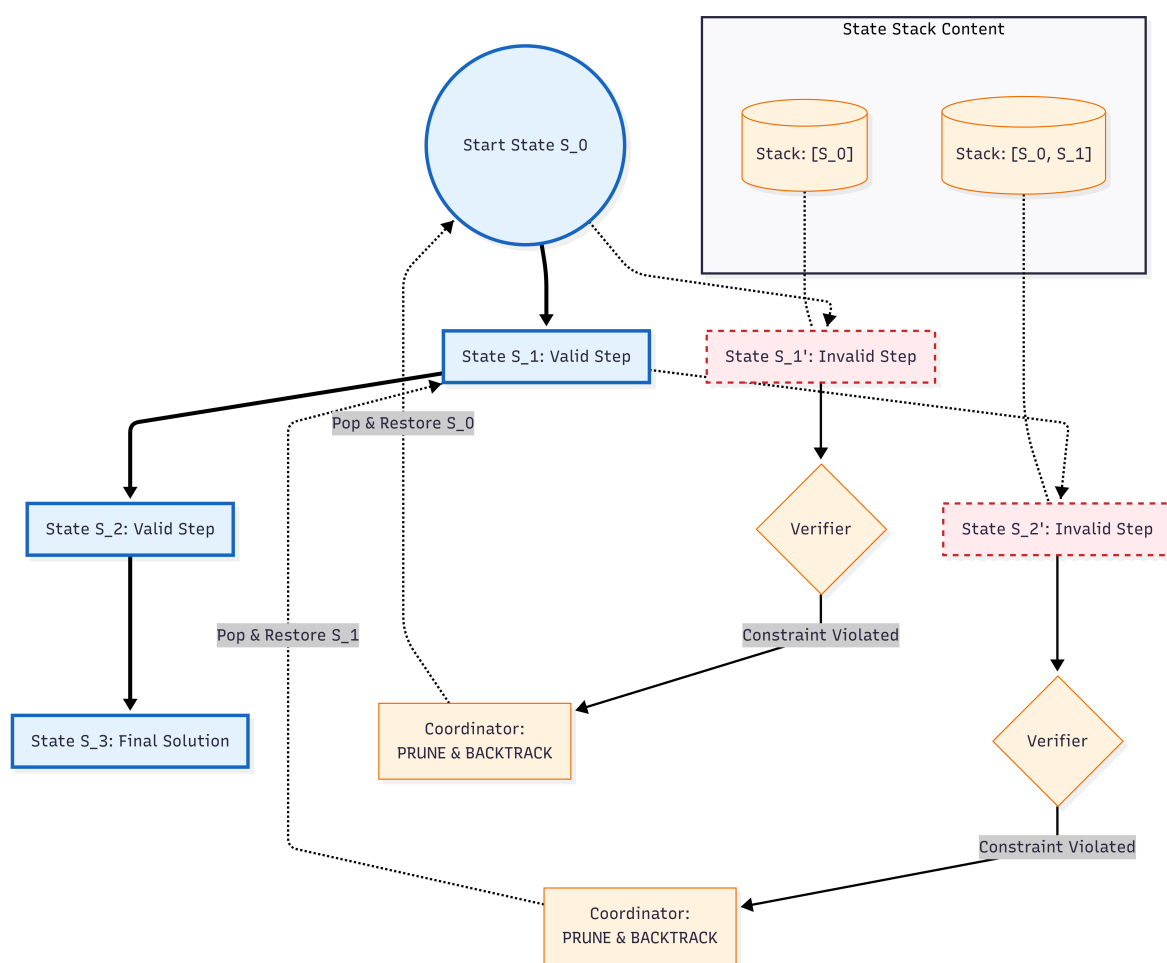 State Stack Content
Start State S_0
Stack: [S_0]
Stack: [S_0, S_1]
State S_1: Valid Step
State S_1': Invalid Step
Pop & Restore S_0
State S_2: Valid Step
Verifier
State S_2': Invalid Step
Pop & Restore S_1
Constraint Violated
State S_3: Final Solution
Coordinator:
PRUNE & BACKTRACK
Verifier
Constraint Violated
Coordinator:
PRUNE & BACKTRACK